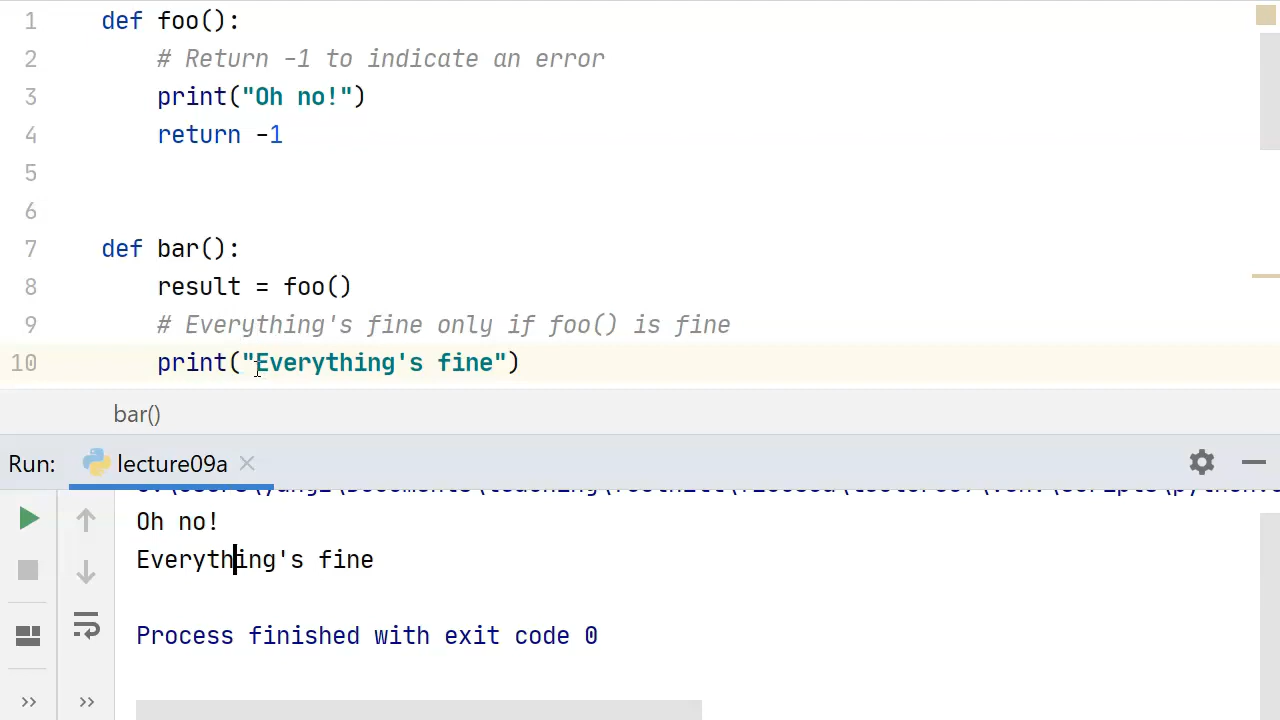 1 def foo():
2 # Return -1 to indicate an error
3 print("Oh no!")
4 return -1
5
6
7 def bar():
8 result = foo()
9 # Everything's fine only if foo() is fine
10 print("Everything's fine")
bar()
Run: lecture09a
Oh no!
Everything's fine
Process finished with exit code 0